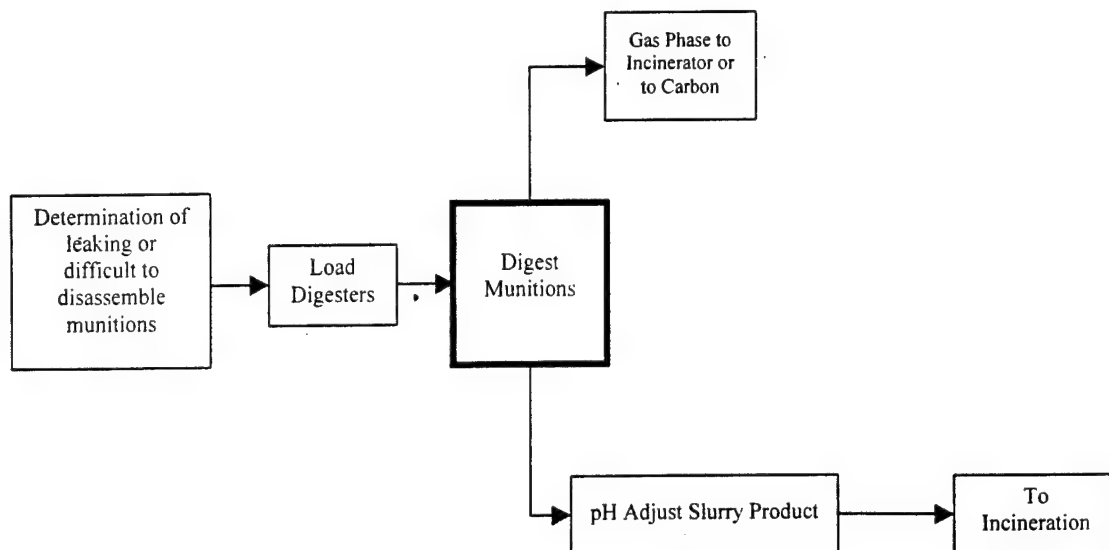 Gas Phase to
Incinerator or
to Carbon
Determination of
leaking or
difficult to
disassemble
munitions
Load
Digesters
Digest
Munitions
pH Adjust Slurry Product
To
Incineration